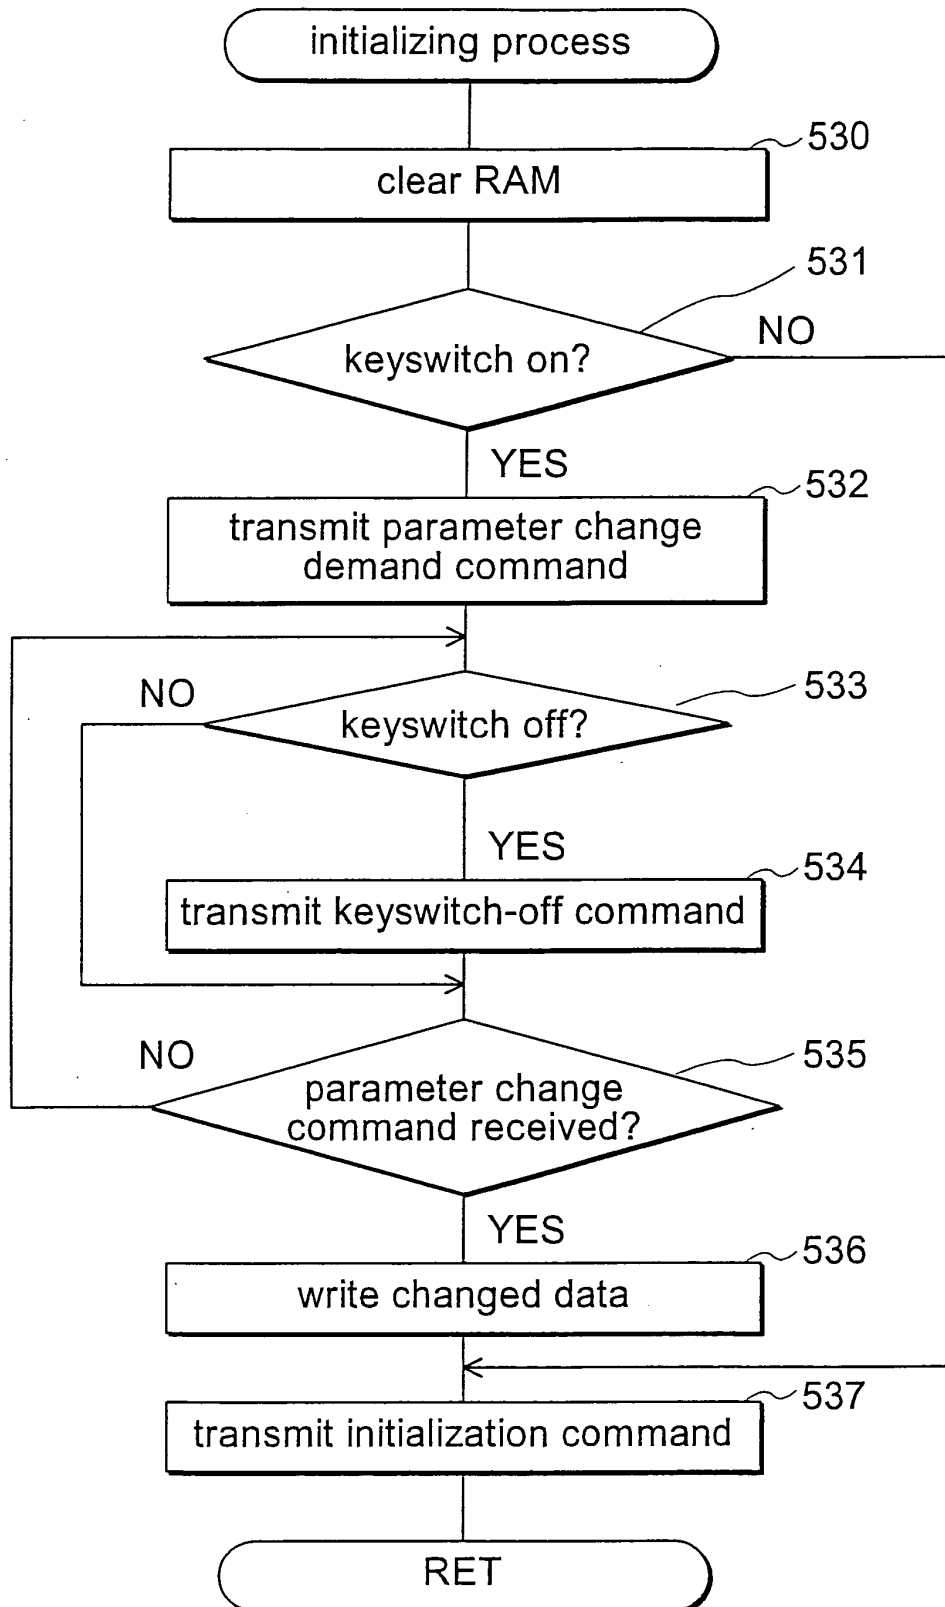 initializing process
530
clear RAM
531
keyswitch on?
NO
YES
532
transmit parameter change
demand command
NO
533
keyswitch off?
YES
534
transmit keyswitch-off command
NO
535
parameter change
command received?
YES
536
write changed data
537
transmit initialization command
RET